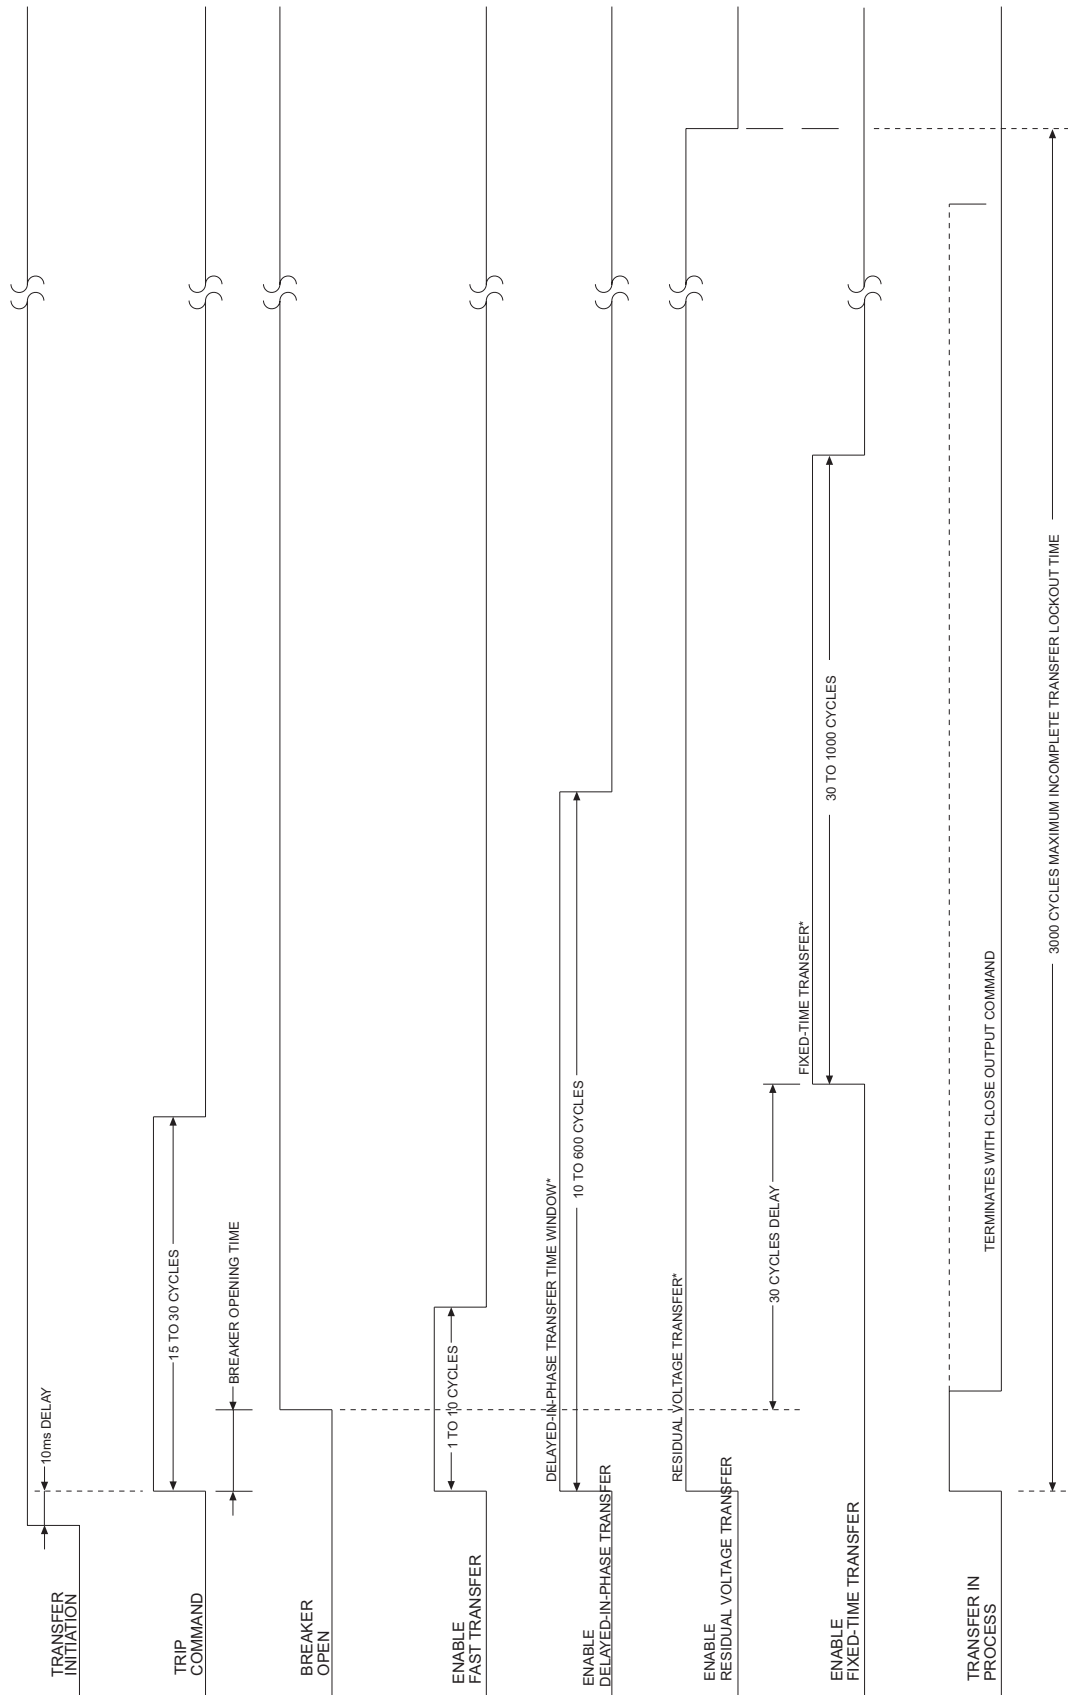 TRANSFER
INITIATION
10ms DELAY
TRIP
COMMAND
15 TO 30 CYCLES
BREAKER OPENING TIME
BREAKER
OPEN
ENABLE
FAST TRANSFER
1 TO 10 CYCLES
ENABLE
DELAYED-IN-PHASE TRANSFER
DELAYED-IN-PHASE TRANSFER TIME WINDOW*
10 TO 600 CYCLES
ENABLE
RESIDUAL VOLTAGE TRANSFER
RESIDUAL VOLTAGE TRANSFER*
30 CYCLES DELAY
ENABLE
FIXED-TIME TRANSFER
FIXED-TIME TRANSFER*
30 TO 1000 CYCLES
TRANSFER IN
PROCESS
TERMINATES WITH CLOSE OUTPUT COMMAND
3000 CYCLES MAXIMUM INCOMPLETE TRANSFER LOCKOUT TIME